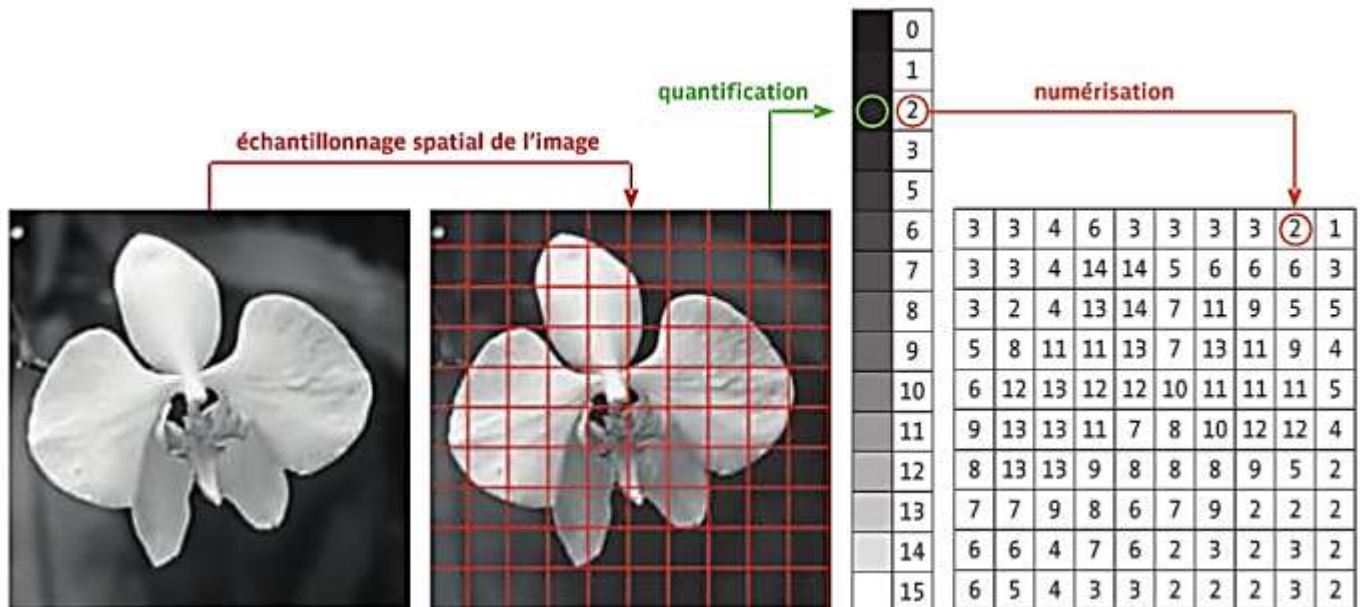 quantification
numérisation
échantillonnage spatial de l'image
0
1
2
3
5
6
7
8
9
10
11
12
13
14
15
3 3 4 6 3 3 3 3 2 1
3 3 4 14 14 5 6 6 6 3
3 2 4 13 14 7 11 9 5 5
5 8 11 11 13 7 13 11 9 4
6 12 13 12 12 10 11 11 11 5
9 13 13 11 7 8 10 12 12 4
8 13 13 9 8 8 8 9 5 2
7 7 9 8 6 7 9 2 2 2
6 6 4 7 6 2 3 2 3 2
6 5 4 3 3 2 2 2 3 2